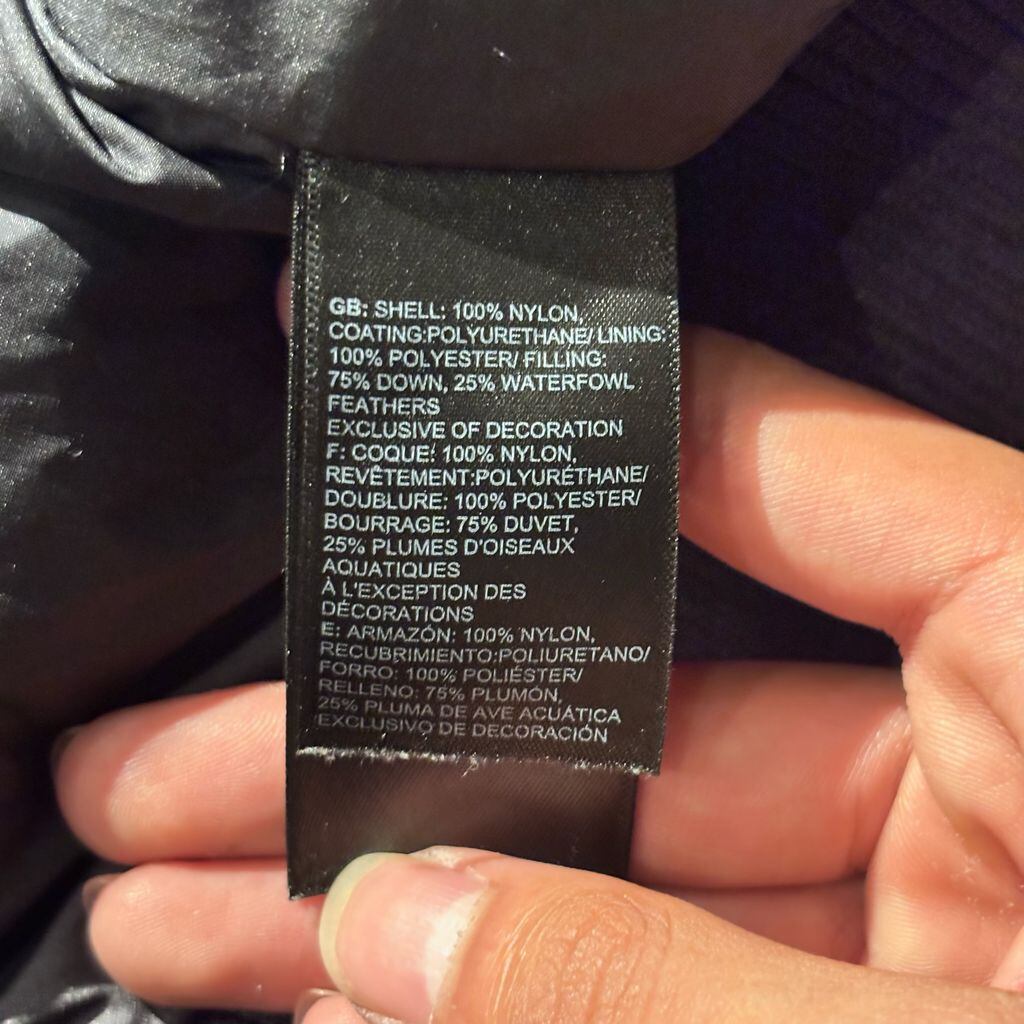 GB: SHELL: 100% NYLON,
COATING:POLYURETHANE/ LINING:
100% POLYESTER/ FILLING:
75% DOWN, 25% WATERFOWL
FEATHERS
EXCLUSIVE OF DECORATION
F: COQUE: 100% NYLON,
REVÊTEMENT:POLYURÉTHANE/
DOUBLURE: 100% POLYESTER/
BOURRAGE: 75% DUVET,
25% PLUMES D'OISEAUX
AQUATIQUES
À L'EXCEPTION DES
DÉCORATIONS
E: ARMAZÓN: 100% NYLON,
RECUBRIMIENTO:POLIURETANO/
FORRO: 100% POLIÉSTER/
RELLENO: 75% PLUMÓN,
25% PLUMA DE AVE ACUÁTICA
EXCLUSIVO DE DECORACIÓN